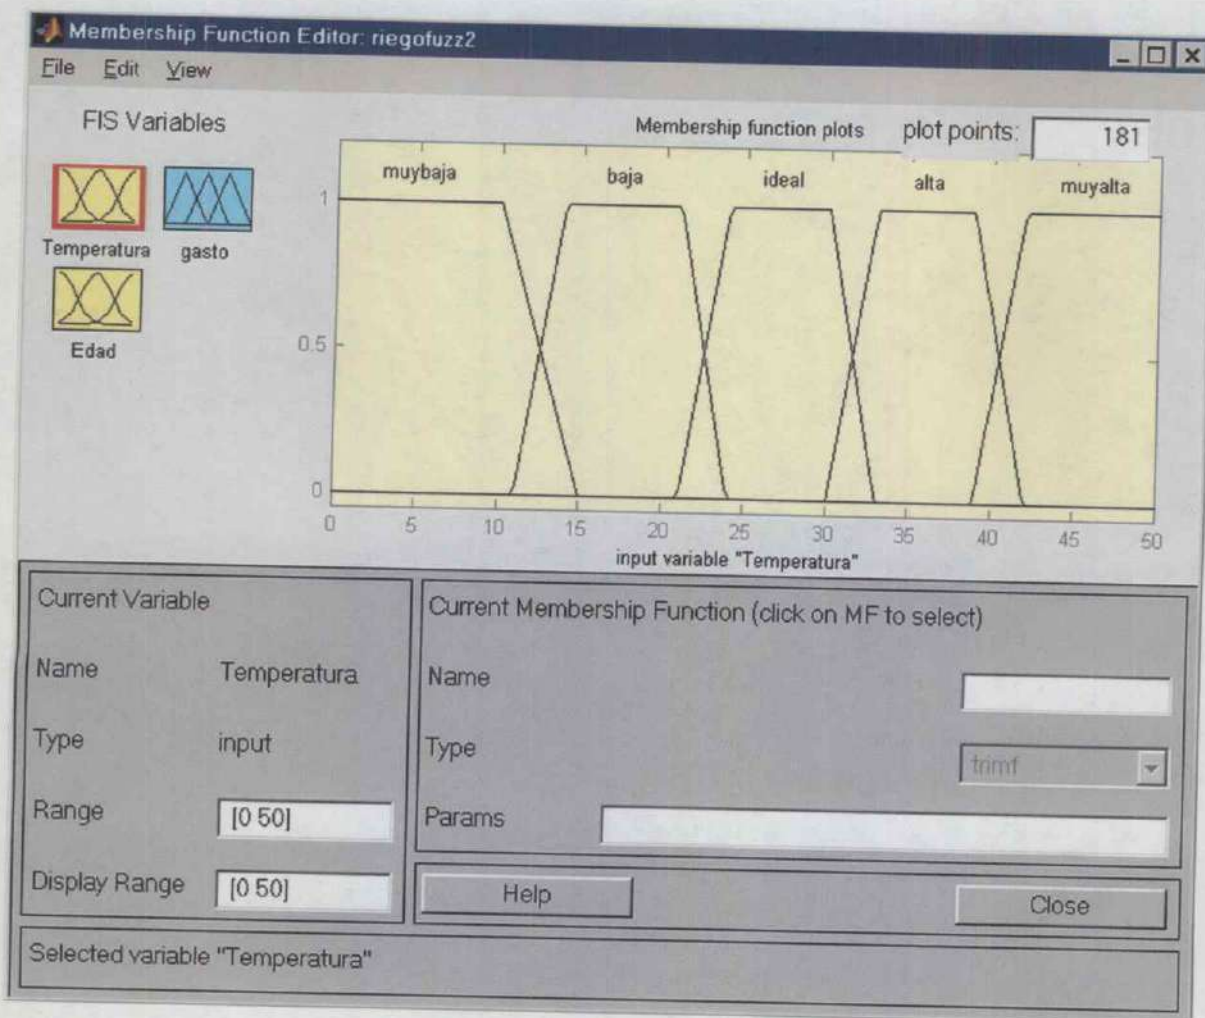 Membership Function Editor: riegofuzz2
File Edit View
FIS Variables
Membership function plots plot points: 181
Temperatura gasto
Edad
muybaja baja ideal alta muyalta
1
0.5
0
0 5 10 15 20 25 30 35 40 45 50
input variable "Temperatura"
Current Variable
Name Temperatura
Type input
Range [0 50]
Display Range [0 50]
Current Membership Function (click on MF to select)
Name
Type trimf
Params
Help Close
Selected variable "Temperatura"